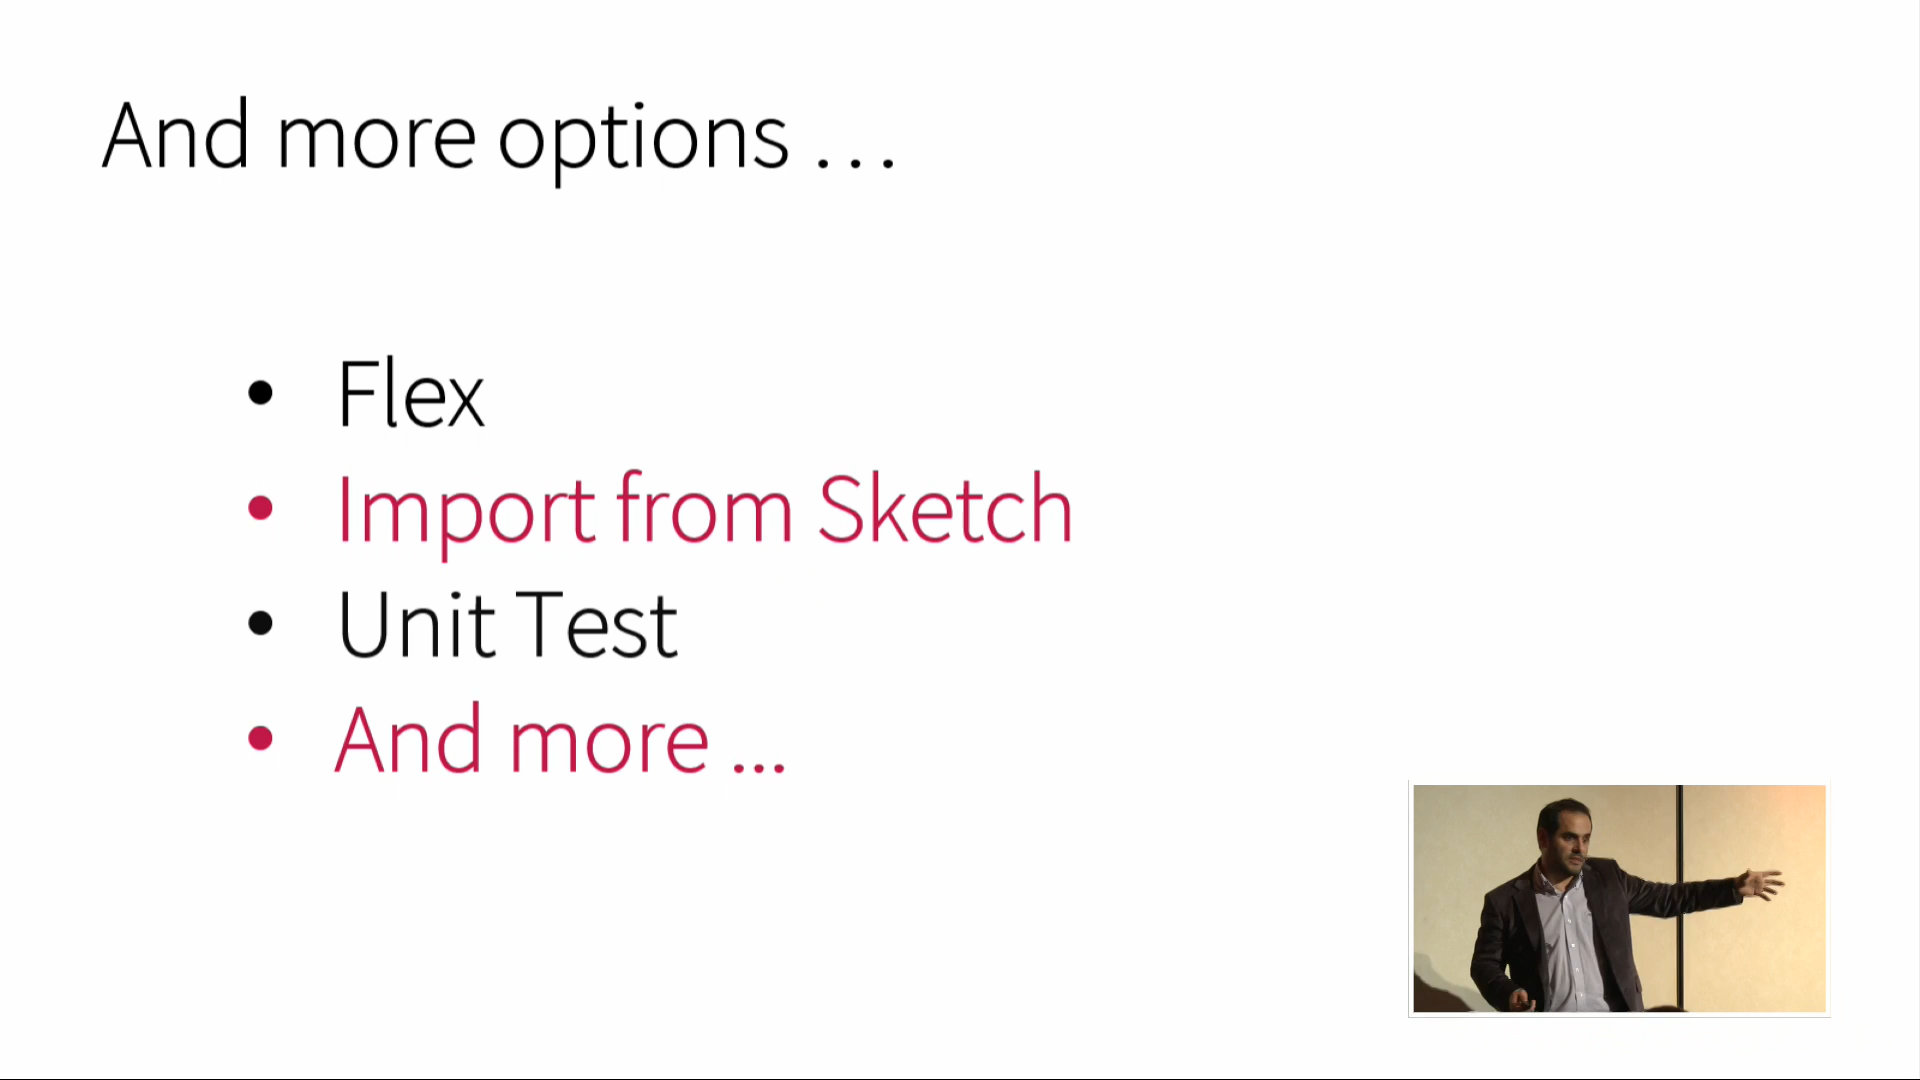 And more options …
• Flex
• Import from Sketch
• Unit Test
• And more ...